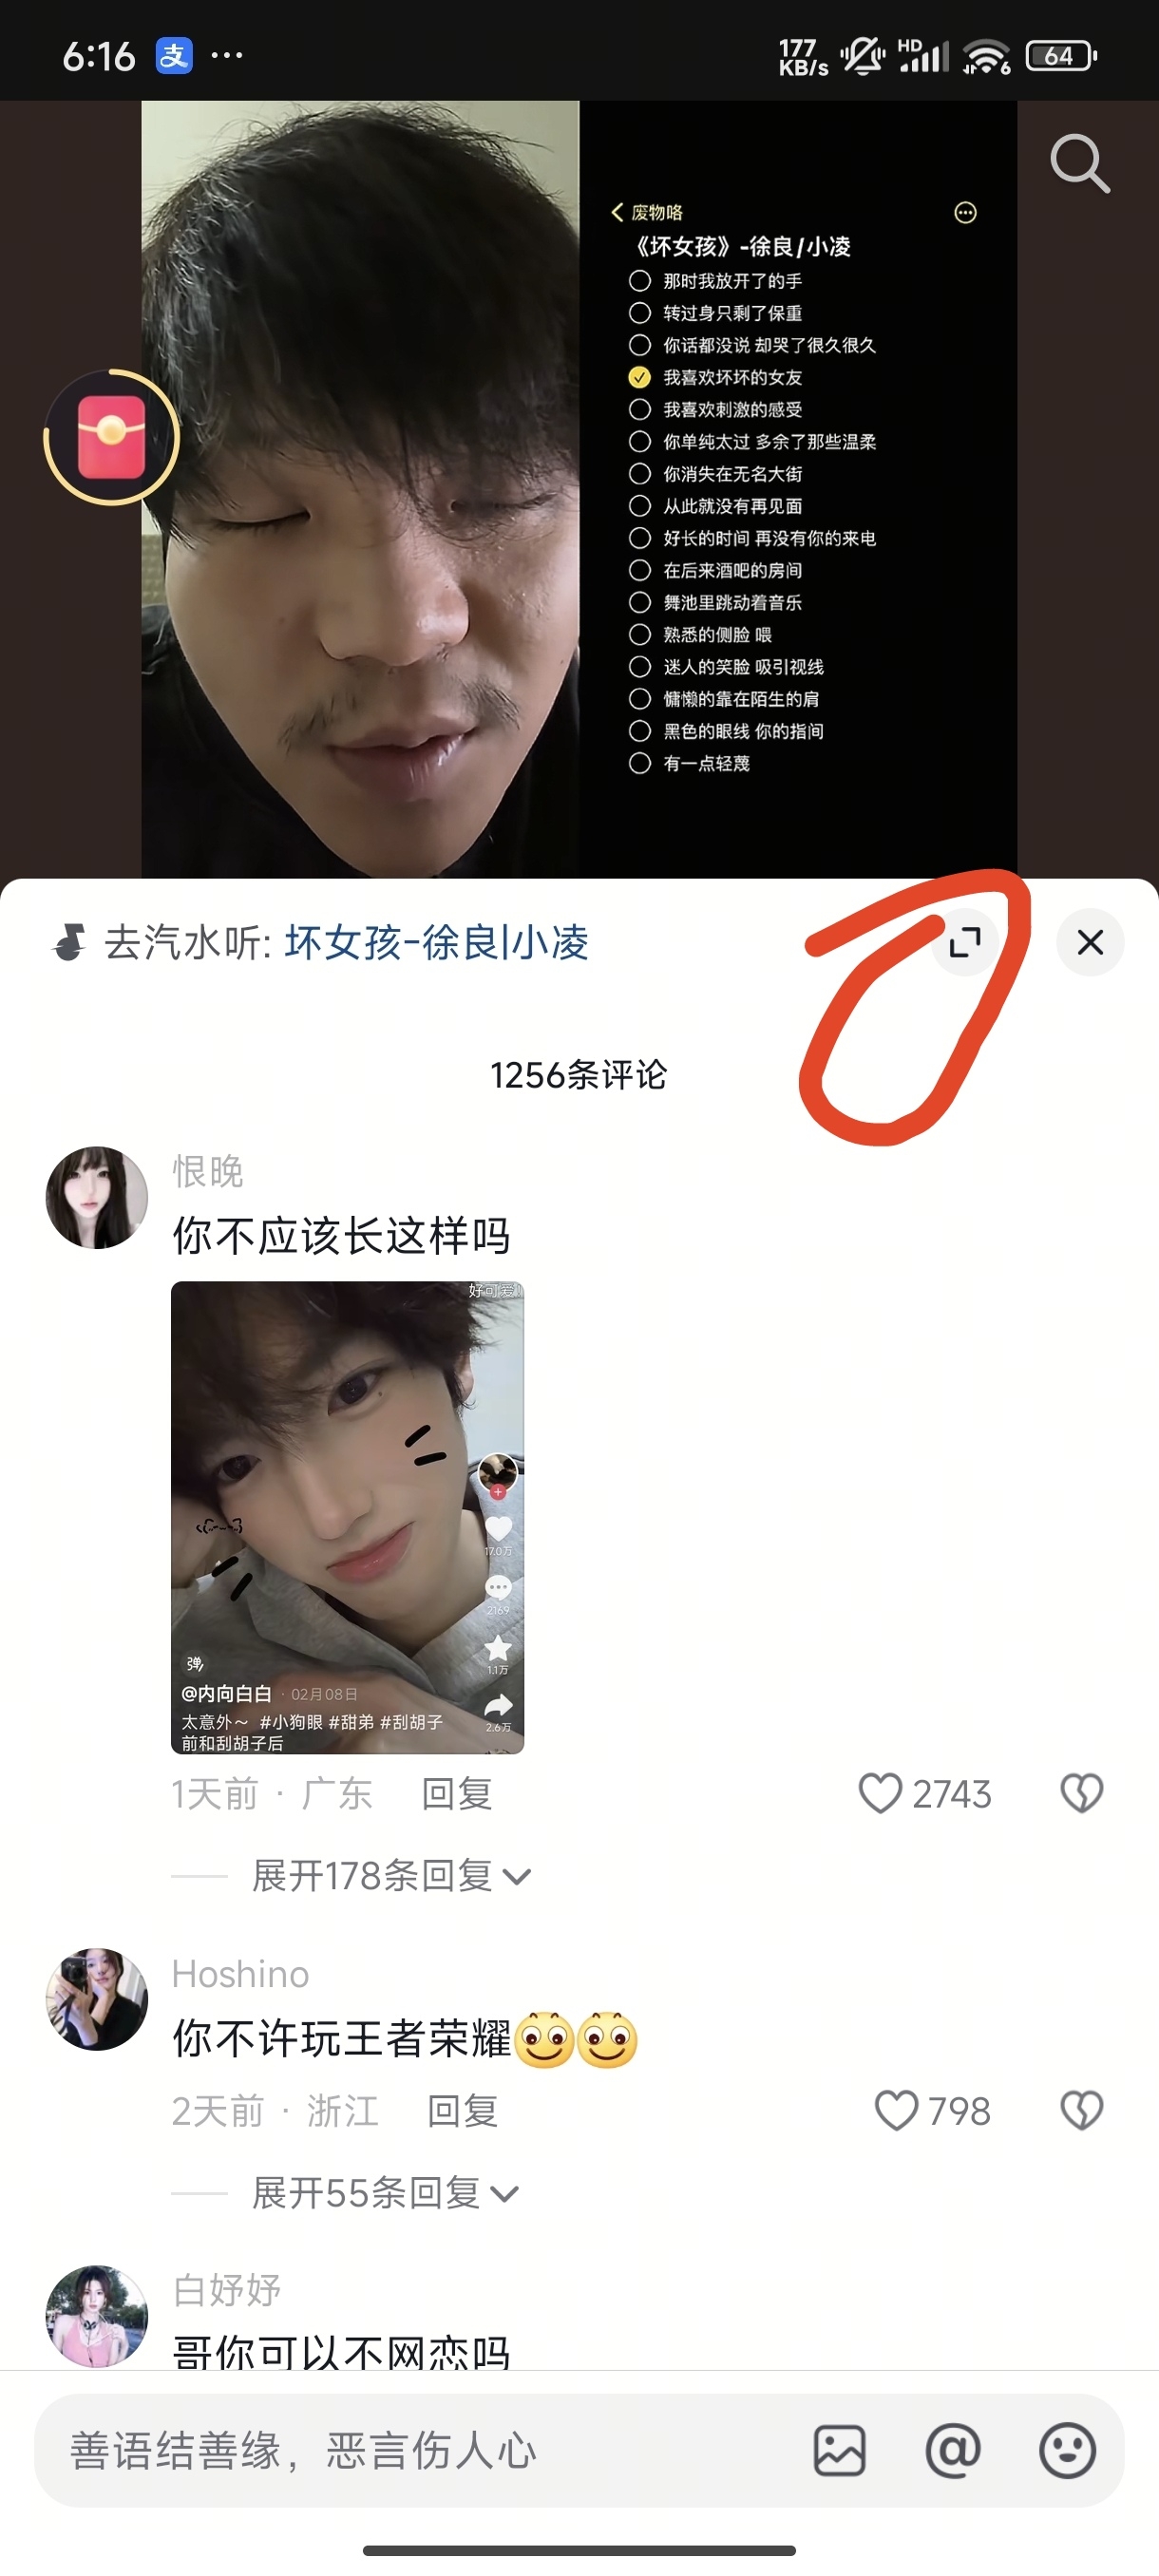 6:16 支 ...
177 KB/s HD 6 64
废物咯
《坏女孩》-徐良/小凌
那时我放开了的手
转过身只剩了保重
你话都没说 却哭了很久很久
我喜欢坏坏的女友
我喜欢刺激的感受
你单纯太过 多余了那些温柔
你消失在无名大街
从此就没有再见面
好长的时间 再没有你的来电
在后来酒吧的房间
舞池里跳动着音乐
熟悉的侧脸 喂
迷人的笑脸 吸引视线
慵懒的靠在陌生的肩
黑色的眼线 你的指间
有一点轻蔑
去汽水听: 坏女孩-徐良|小凌
1256条评论
恨晚
你不应该长这样吗
好可爱!
17.0万
2169
1.1万
2.6万
弹
@内向白白 · 02月08日
太意外～ #小狗眼 #甜弟 #刮胡子
前和刮胡子后
1天前 · 广东 回复 2743
展开178条回复
Hoshino
你不许玩王者荣耀
2天前 · 浙江 回复 798
展开55条回复
白妤妤
哥你可以不网恋吗
善语结善缘，恶言伤人心